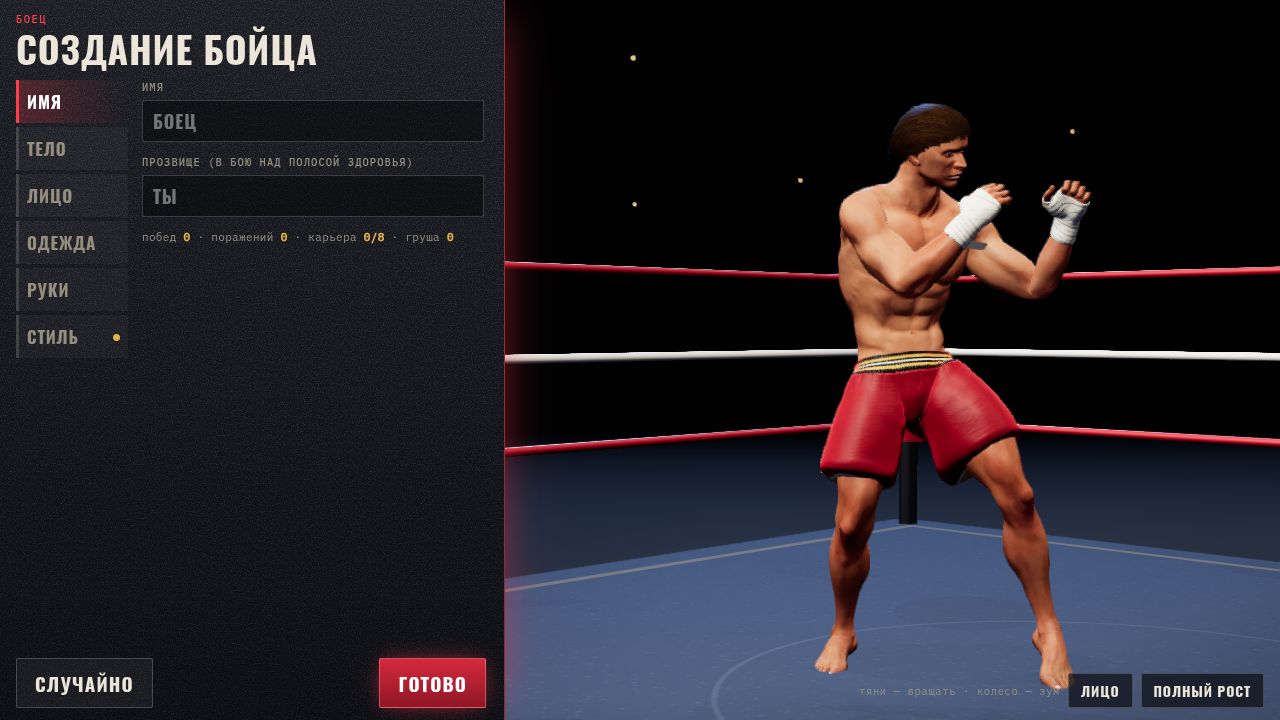 БОЕЦ
СОЗДАНИЕ БОЙЦА
ИМЯ
ТЕЛО
ЛИЦО
ОДЕЖДА
РУКИ
СТИЛЬ
ИМЯ
БОЕЦ
ПРОЗВИЩЕ (В БОЮ НАД ПОЛОСОЙ ЗДОРОВЬЯ)
ТЫ
побед 0 · поражений 0 · карьера 0/8 · груша 0
СЛУЧАЙНО
ГОТОВО
тяни — вращать · колесо — зум
ЛИЦО
ПОЛНЫЙ РОСТ